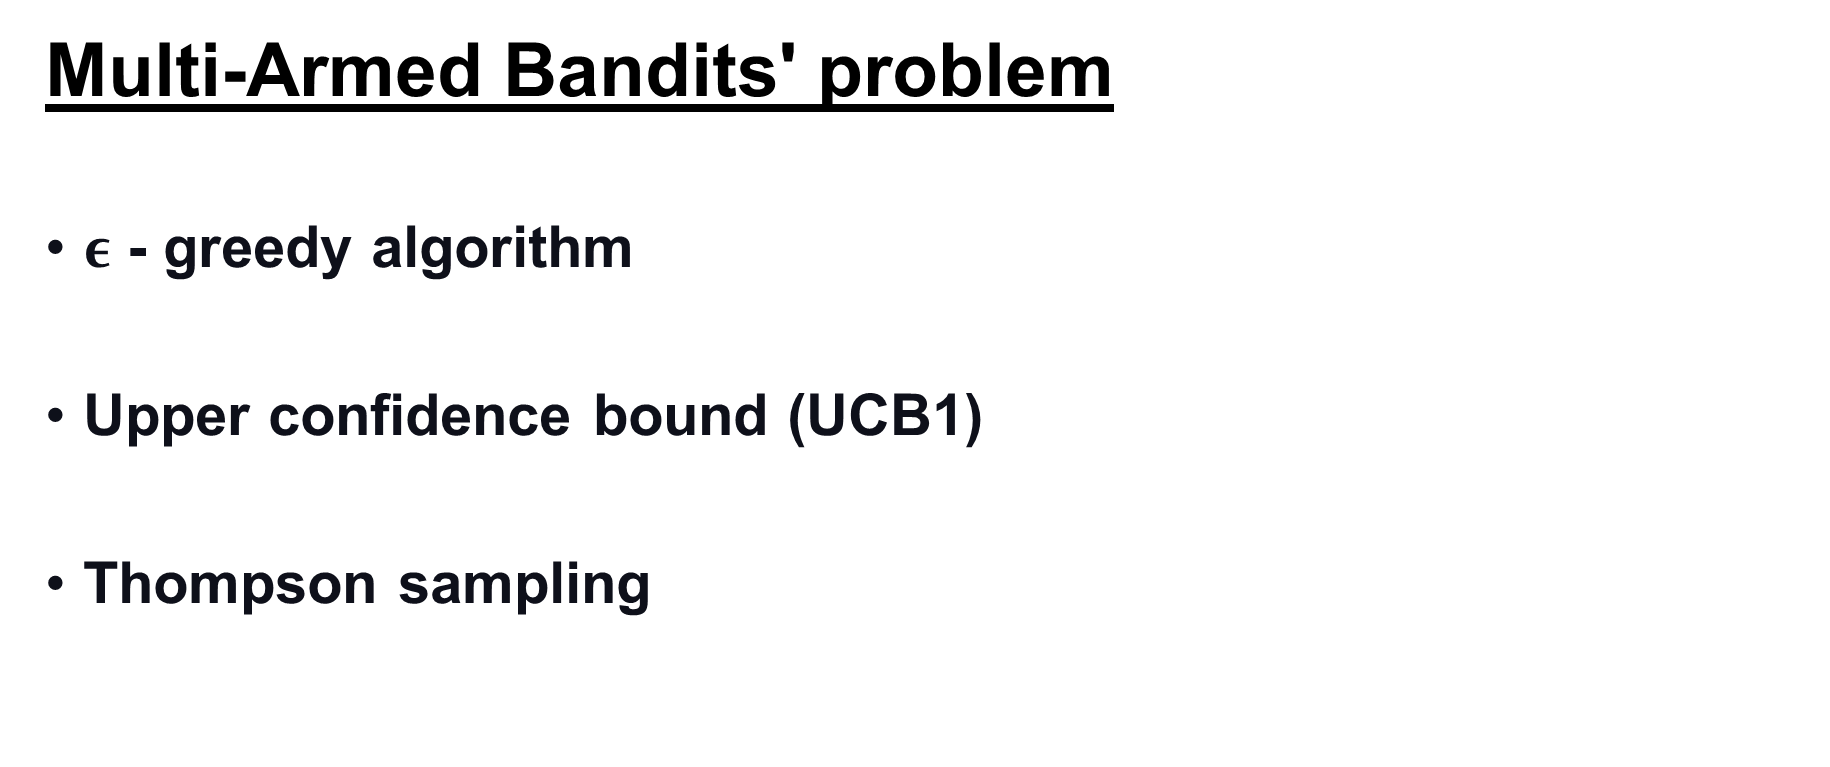 Multi-Armed Bandits' problem
• ϵ - greedy algorithm
• Upper confidence bound (UCB1)
• Thompson sampling